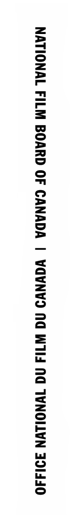 NATIONAL FILM BOARD OF CANADA | OFFICE NATIONAL DU FILM DU CANADA